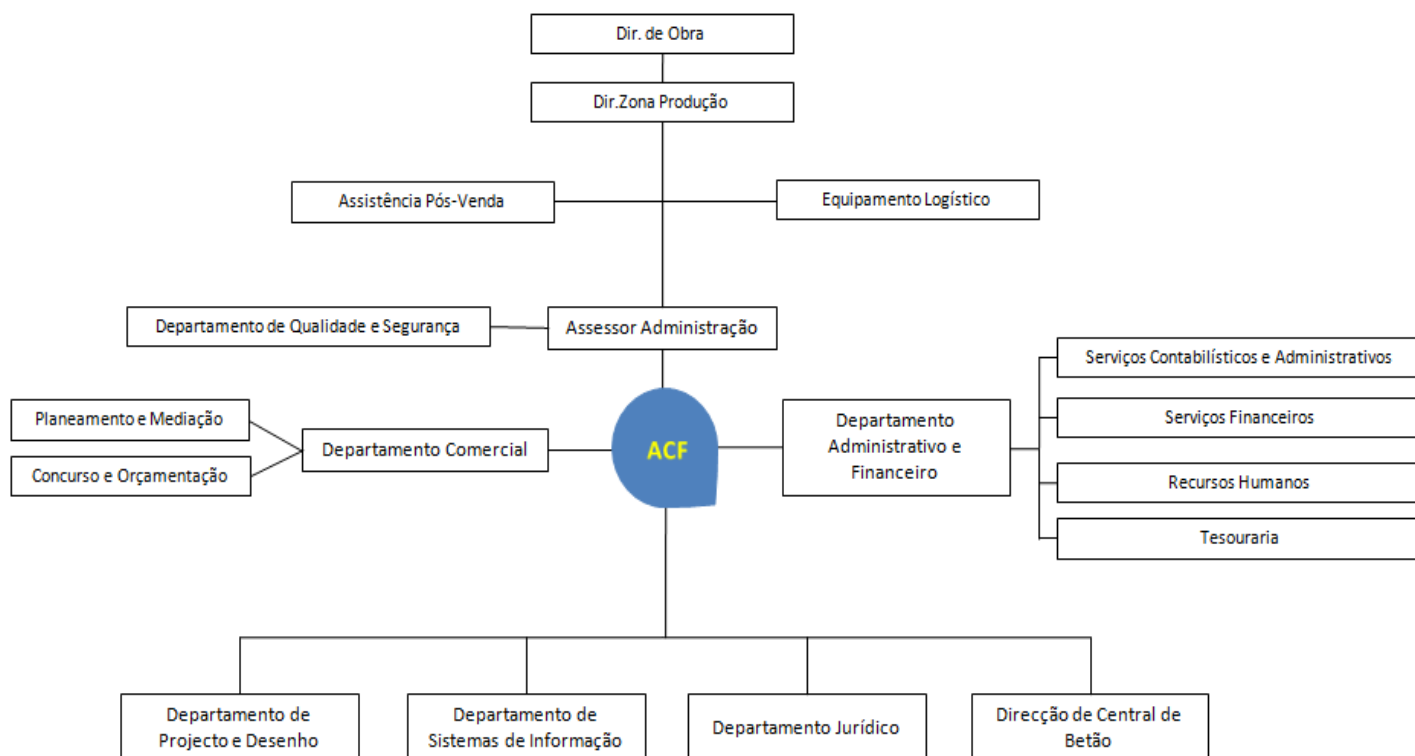 Dir. de Obra
Dir.Zona Produção
Assistência Pós-Venda
Equipamento Logístico
Departamento de Qualidade e Segurança
Assessor Administração
Serviços Contabilísticos e Administrativos
Planeamento e Mediação
Departamento Comercial
Concurso e Orçamentação
ACF
Departamento
Administrativo e
Financeiro
Serviços Financeiros
Recursos Humanos
Tesouraria
Departamento de
Projecto e Desenho
Departamento de
Sistemas de Informação
Departamento Jurídico
Direcção de Central de
Betão